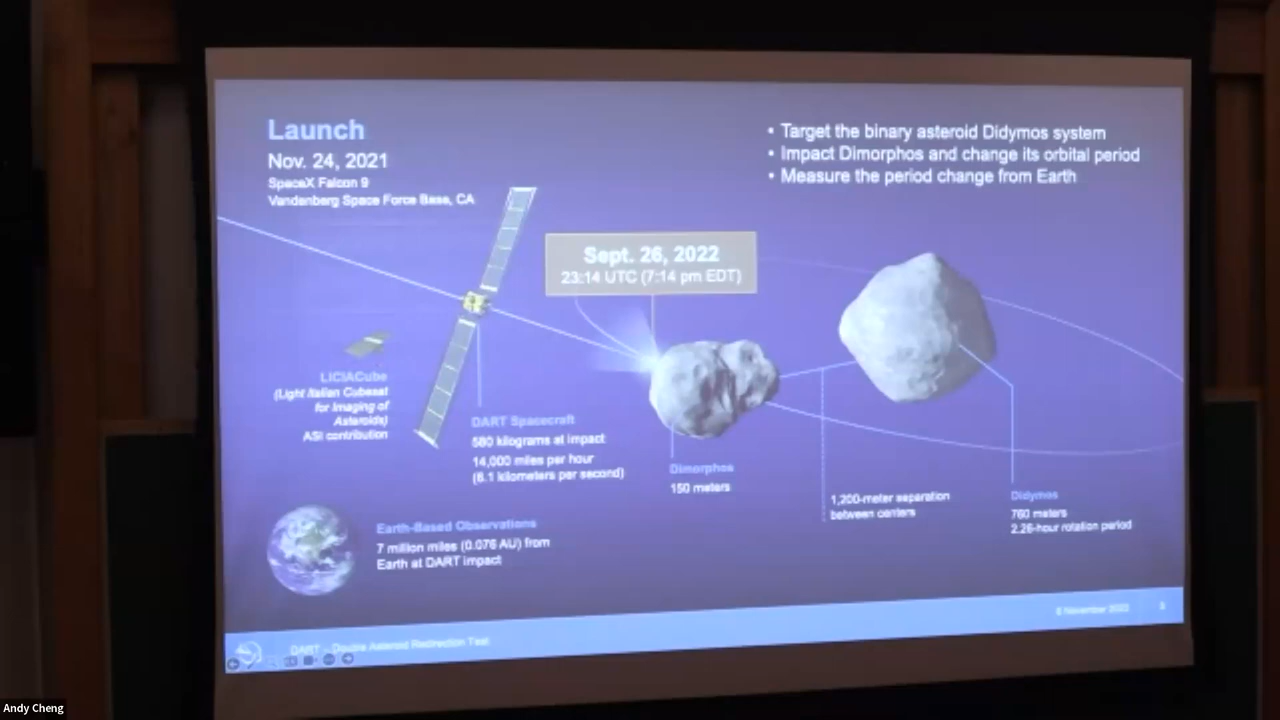 Launch
Nov. 24, 2021
SpaceX Falcon 9
Vandenberg Space Force Base, CA
• Target the binary asteroid Didymos system
• Impact Dimorphos and change its orbital period
• Measure the period change from Earth
Sept. 26, 2022
23:14 UTC (7:14 pm EDT)
LICIACube
(Light Italian Cubesat
for Imaging of
Asteroids)
ASI contribution
DART Spacecraft
580 kilograms at impact
14,000 miles per hour
(6.1 kilometers per second)
Dimorphos
150 meters
1,200-meter separation
between centers
Didymos
760 meters
2.26-hour rotation period
Earth-Based Observations
7 million miles (0.076 AU) from
Earth at DART impact
DART – Double Asteroid Redirection Test
November
Andy Cheng